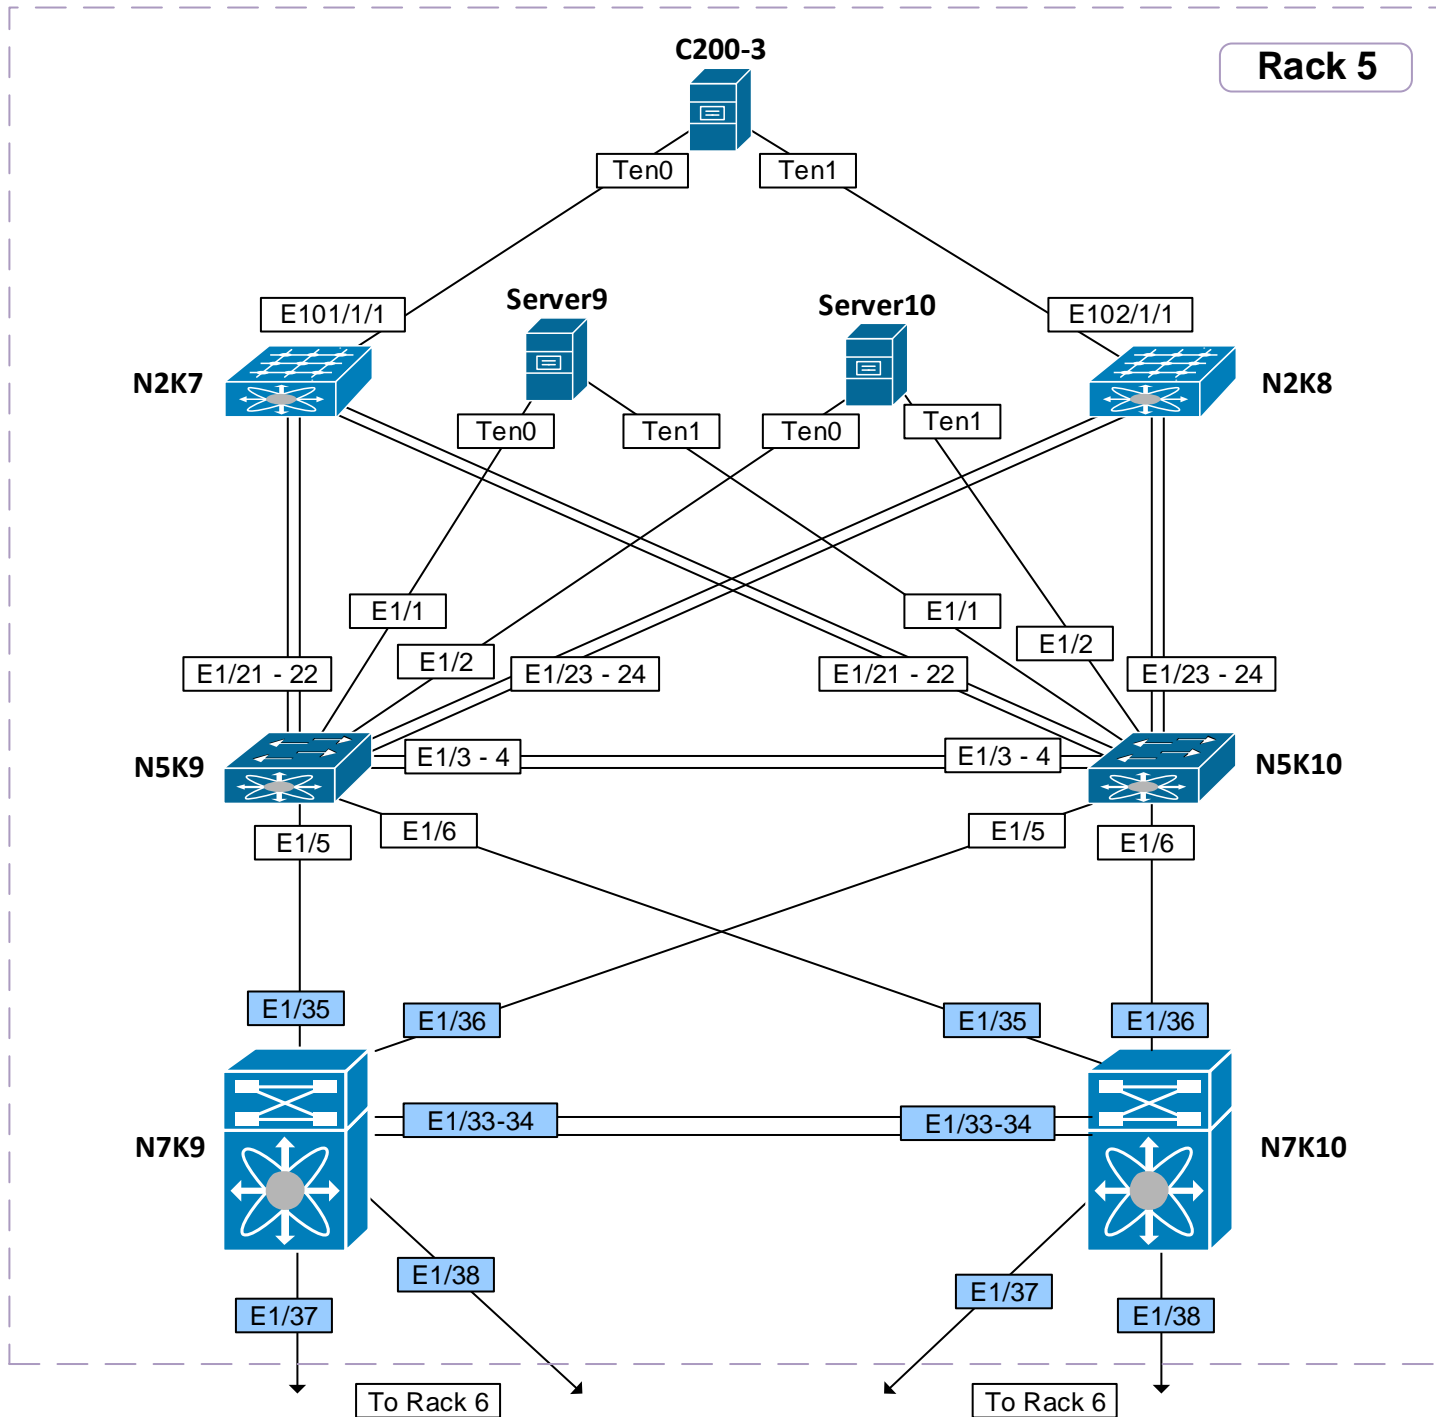 C200-3
Rack 5
Ten0
Ten1
Server9
Server10
E101/1/1
E102/1/1
N2K7
N2K8
Ten0
Ten1
Ten0
Ten1
E1/1
E1/1
E1/2
E1/2
E1/21 - 22
E1/23 - 24
E1/21 - 22
E1/23 - 24
N5K9
E1/3 - 4
E1/3 - 4
N5K10
E1/5
E1/6
E1/5
E1/6
E1/35
E1/36
E1/35
E1/36
E1/33-34
E1/33-34
N7K9
N7K10
E1/38
E1/37
E1/37
E1/38
To Rack 6
To Rack 6